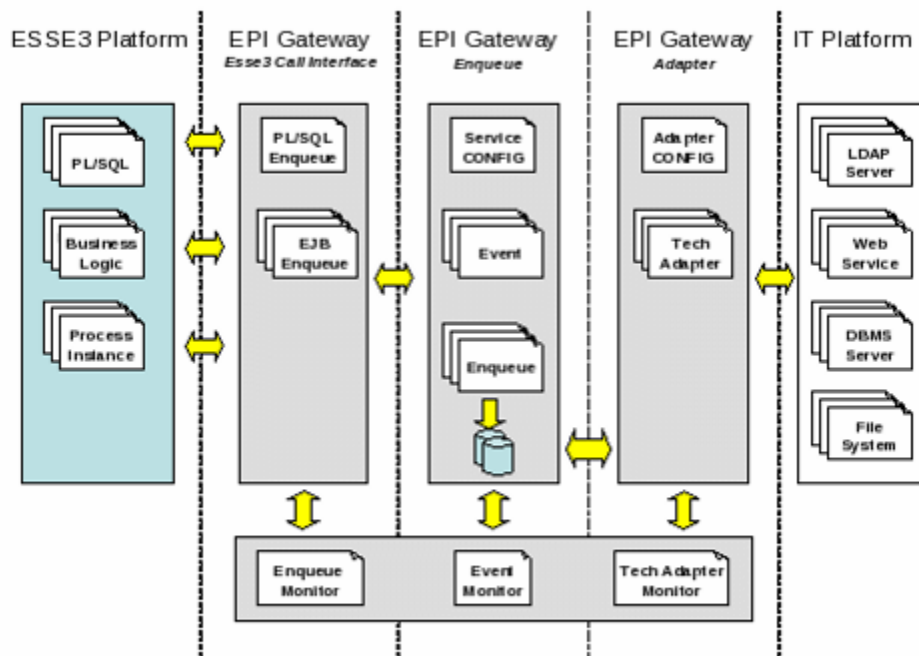 ESSE3 Platform
EPI Gateway
Esse3 Call Interface
EPI Gateway
Enqueue
EPI Gateway
Adapter
IT Platform
PL/SQL
Business
Logic
Process
Instance
PL/SQL
Enqueue
EJB
Enqueue
Service
CONFIG
Event
Enqueue
Adapter
CONFIG
Tech
Adapter
LDAP
Server
Web
Service
DBMS
Server
File
System
Enqueue
Monitor
Event
Monitor
Tech Adapter
Monitor